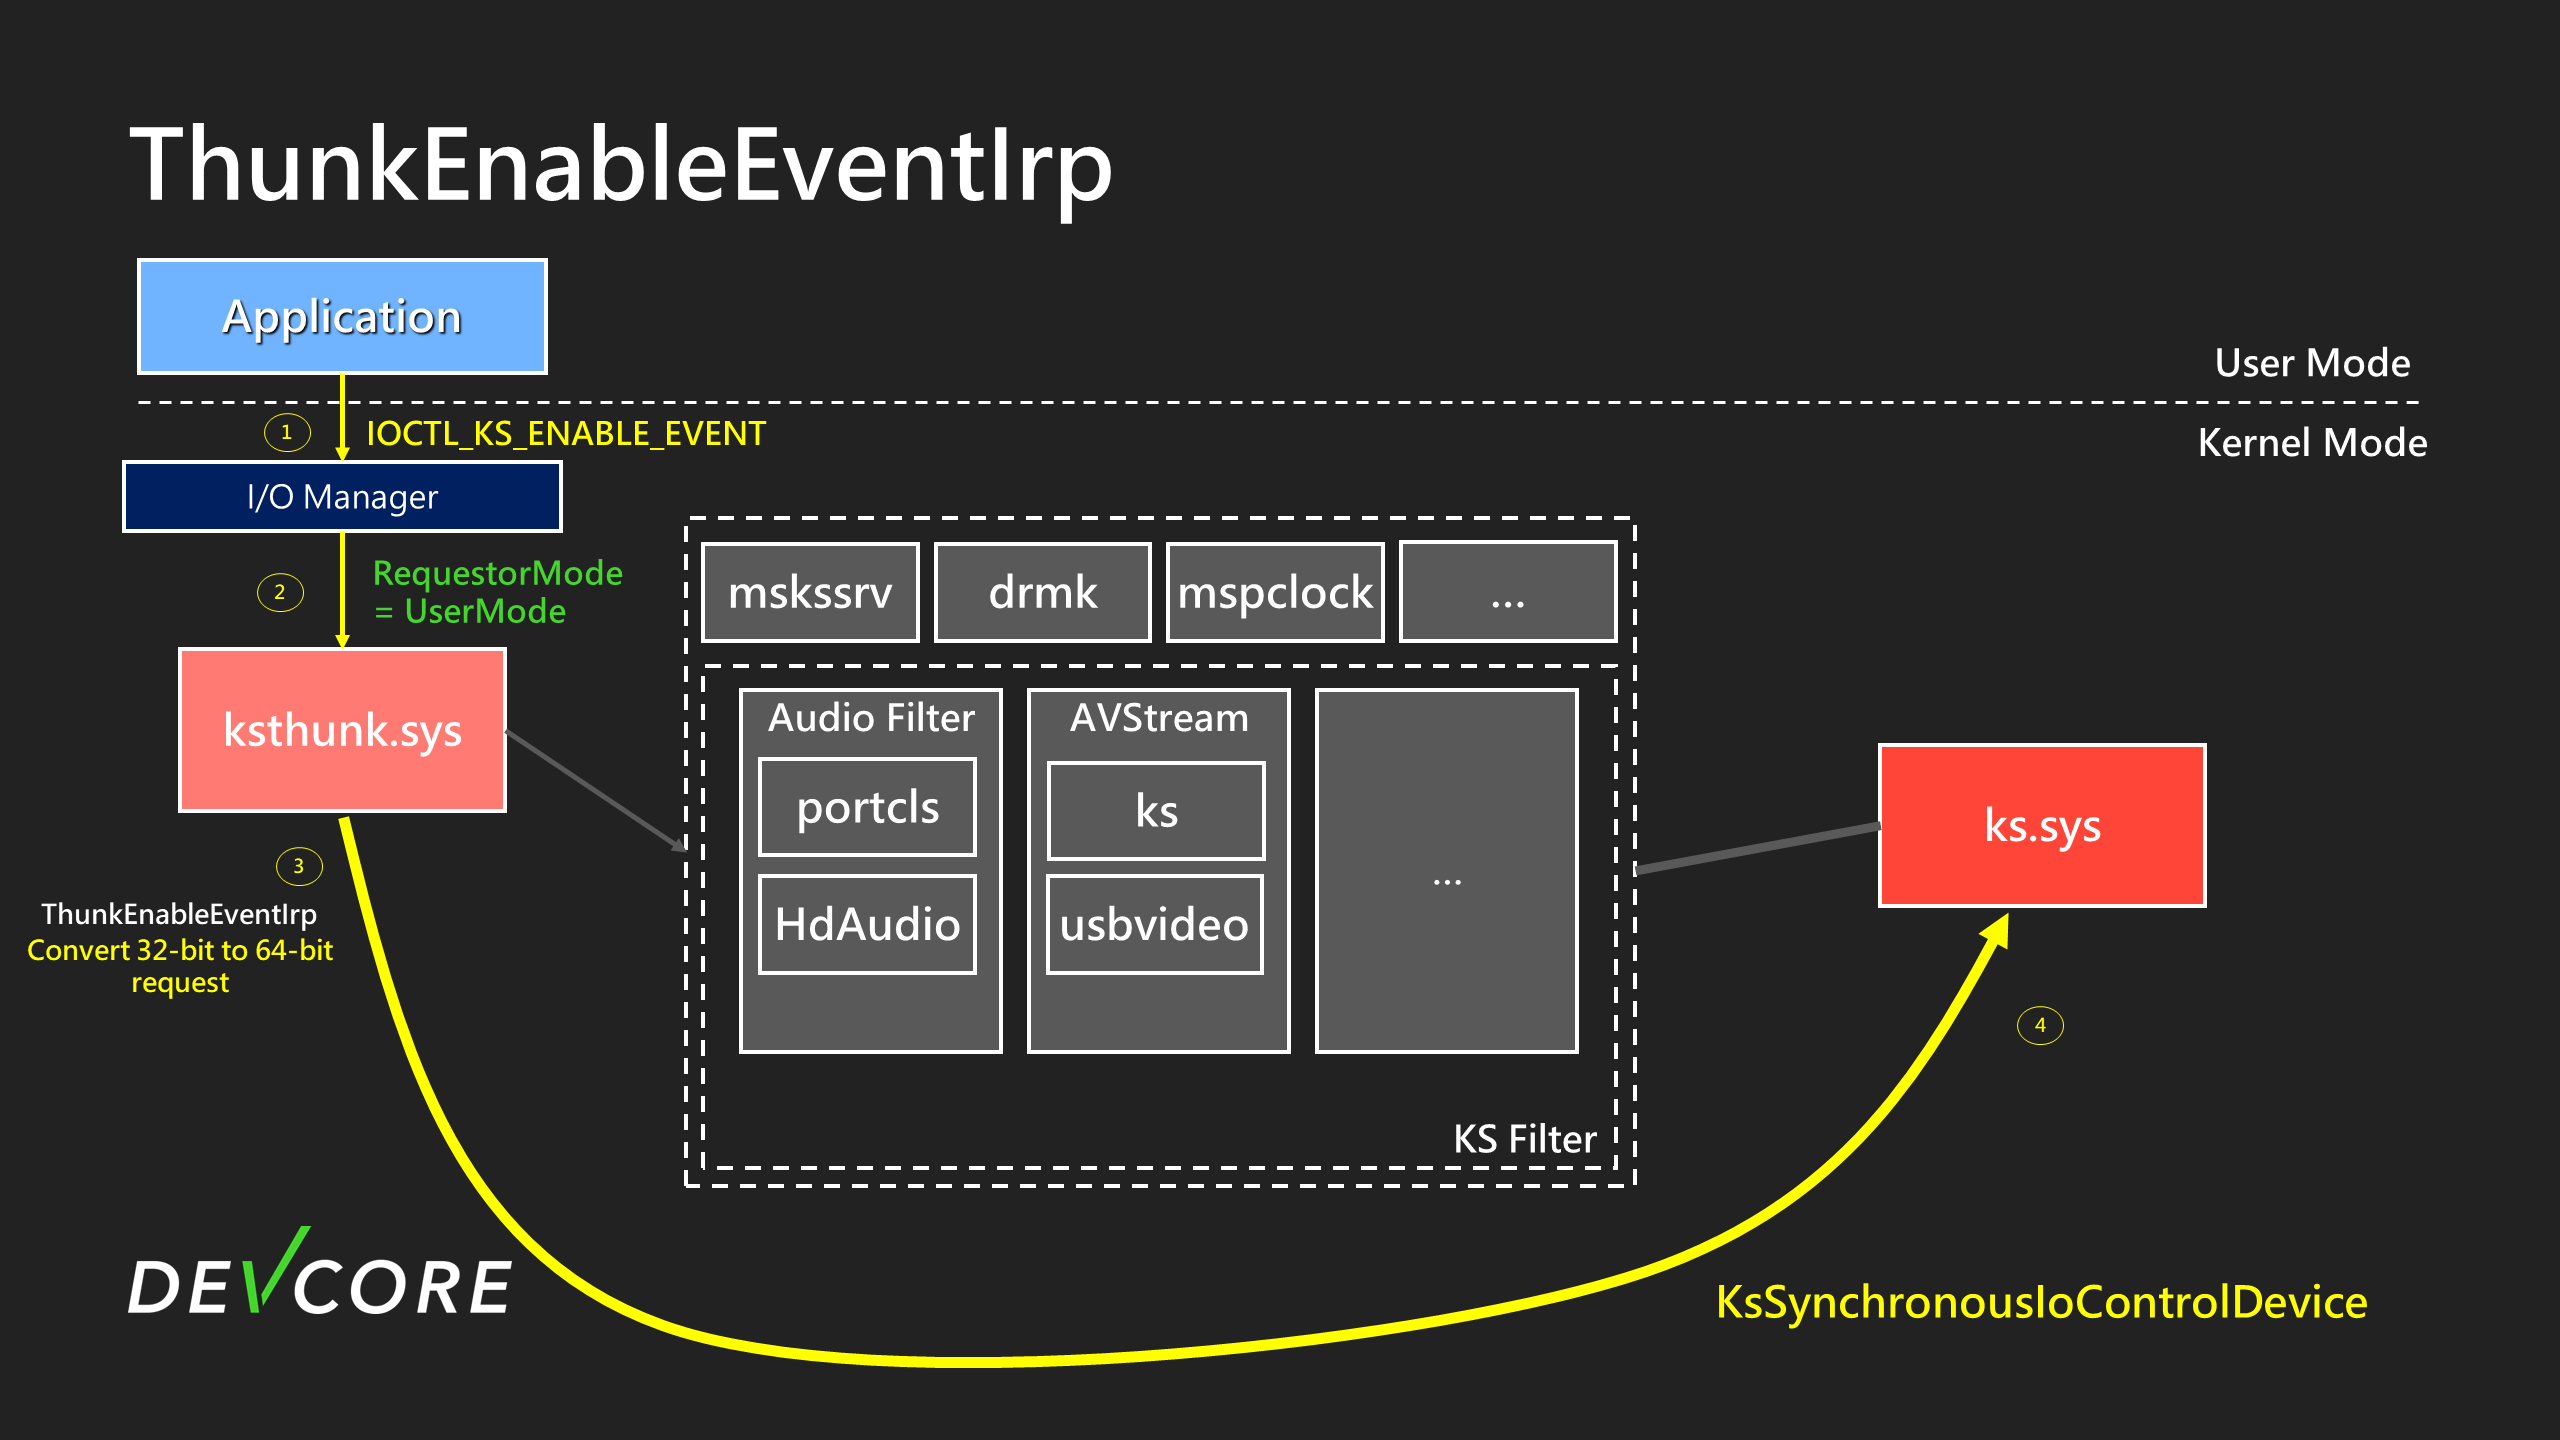 ThunkEnableEventIrp
Application
User Mode
Kernel Mode
1
IOCTL_KS_ENABLE_EVENT
I/O Manager
2
RequestorMode
= UserMode
ksthunk.sys
3
ThunkEnableEventIrp
Convert 32-bit to 64-bit
request
mskssrv
drmk
mspclock
...
Audio Filter
portcls
HdAudio
AVStream
ks
usbvideo
...
KS Filter
ks.sys
4
KsSynchronousIoControlDevice
DEVCORE